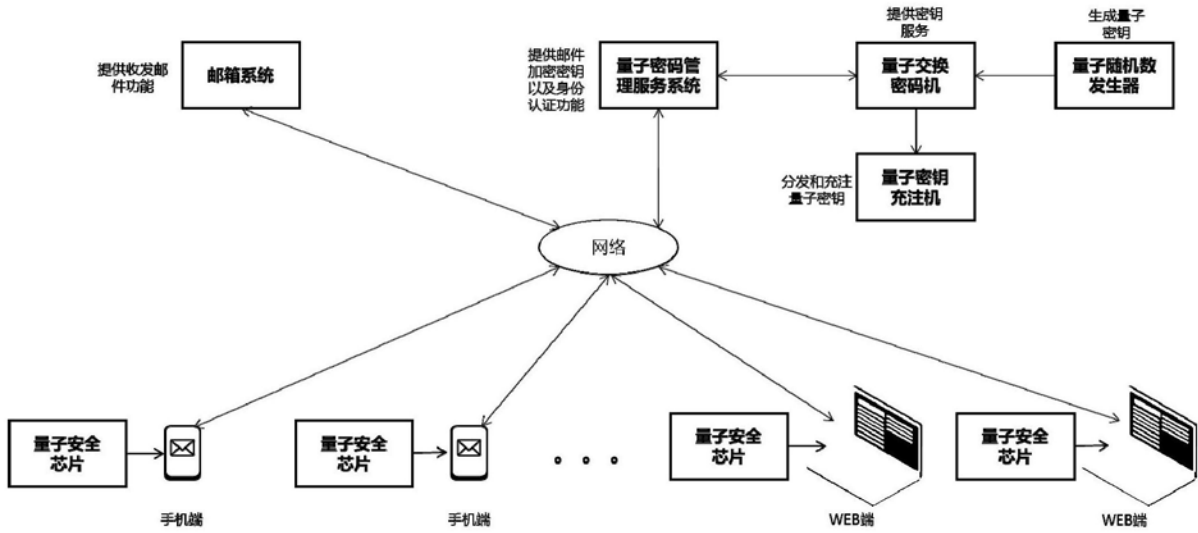 提供收发邮
件功能
邮箱系统
提供邮件
加密密钥
以及身份
认证功能
量子密码管
理服务系统
提供密钥
服务
量子交换
密码机
生成量子
密钥
量子随机数
发生器
分发和充注
量子密钥
量子密钥
充注机
网络
量子安全
芯片
手机端
量子安全
芯片
手机端
量子安全
芯片
WEB端
量子安全
芯片
WEB端